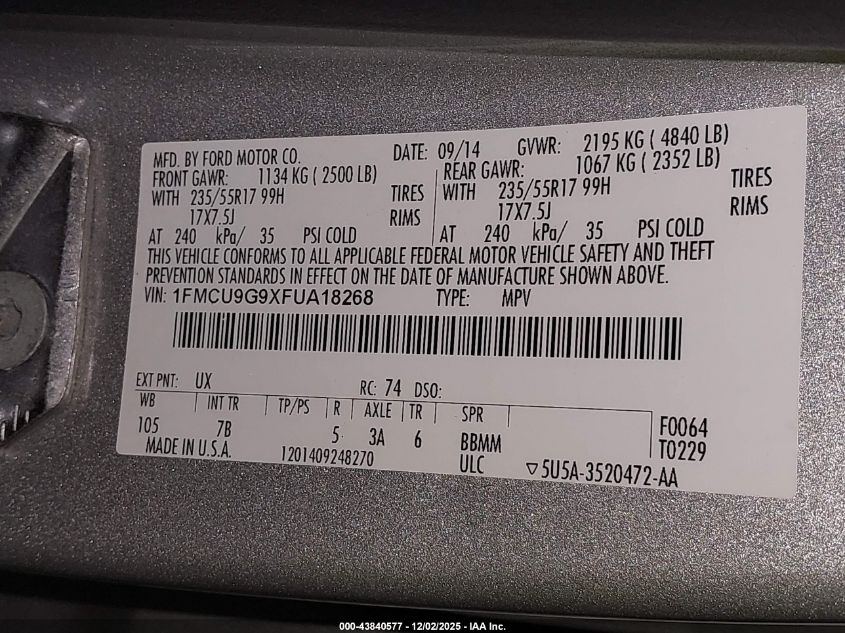 MFD. BY FORD MOTOR CO. DATE: 09/14 GVWR: 2195 KG ( 4840 LB)
FRONT GAWR: 1134 KG ( 2500 LB) REAR GAWR: 1067 KG ( 2352 LB)
WITH 235/55R17 99H TIRES WITH 235/55R17 99H TIRES
17X7.5J RIMS 17X7.5J RIMS
AT 240 kPa/ 35 PSI COLD AT 240 kPa/ 35 PSI COLD
THIS VEHICLE CONFORMS TO ALL APPLICABLE FEDERAL MOTOR VEHICLE SAFETY AND THEFT
PREVENTION STANDARDS IN EFFECT ON THE DATE OF MANUFACTURE SHOWN ABOVE.
VIN: 1FMCU9G9XFUA18268 TYPE: MPV
EXT PNT: UX RC: 74 DSO:
WB INT TR TP/PS R AXLE TR SPR F0064
105 7B 5 3A 6 BBMM T0229
MADE IN U.S.A. 1201409248270 ULC ▽5U5A-3520472-AA
000-43840577 - 12/02/2025 - IAA Inc.